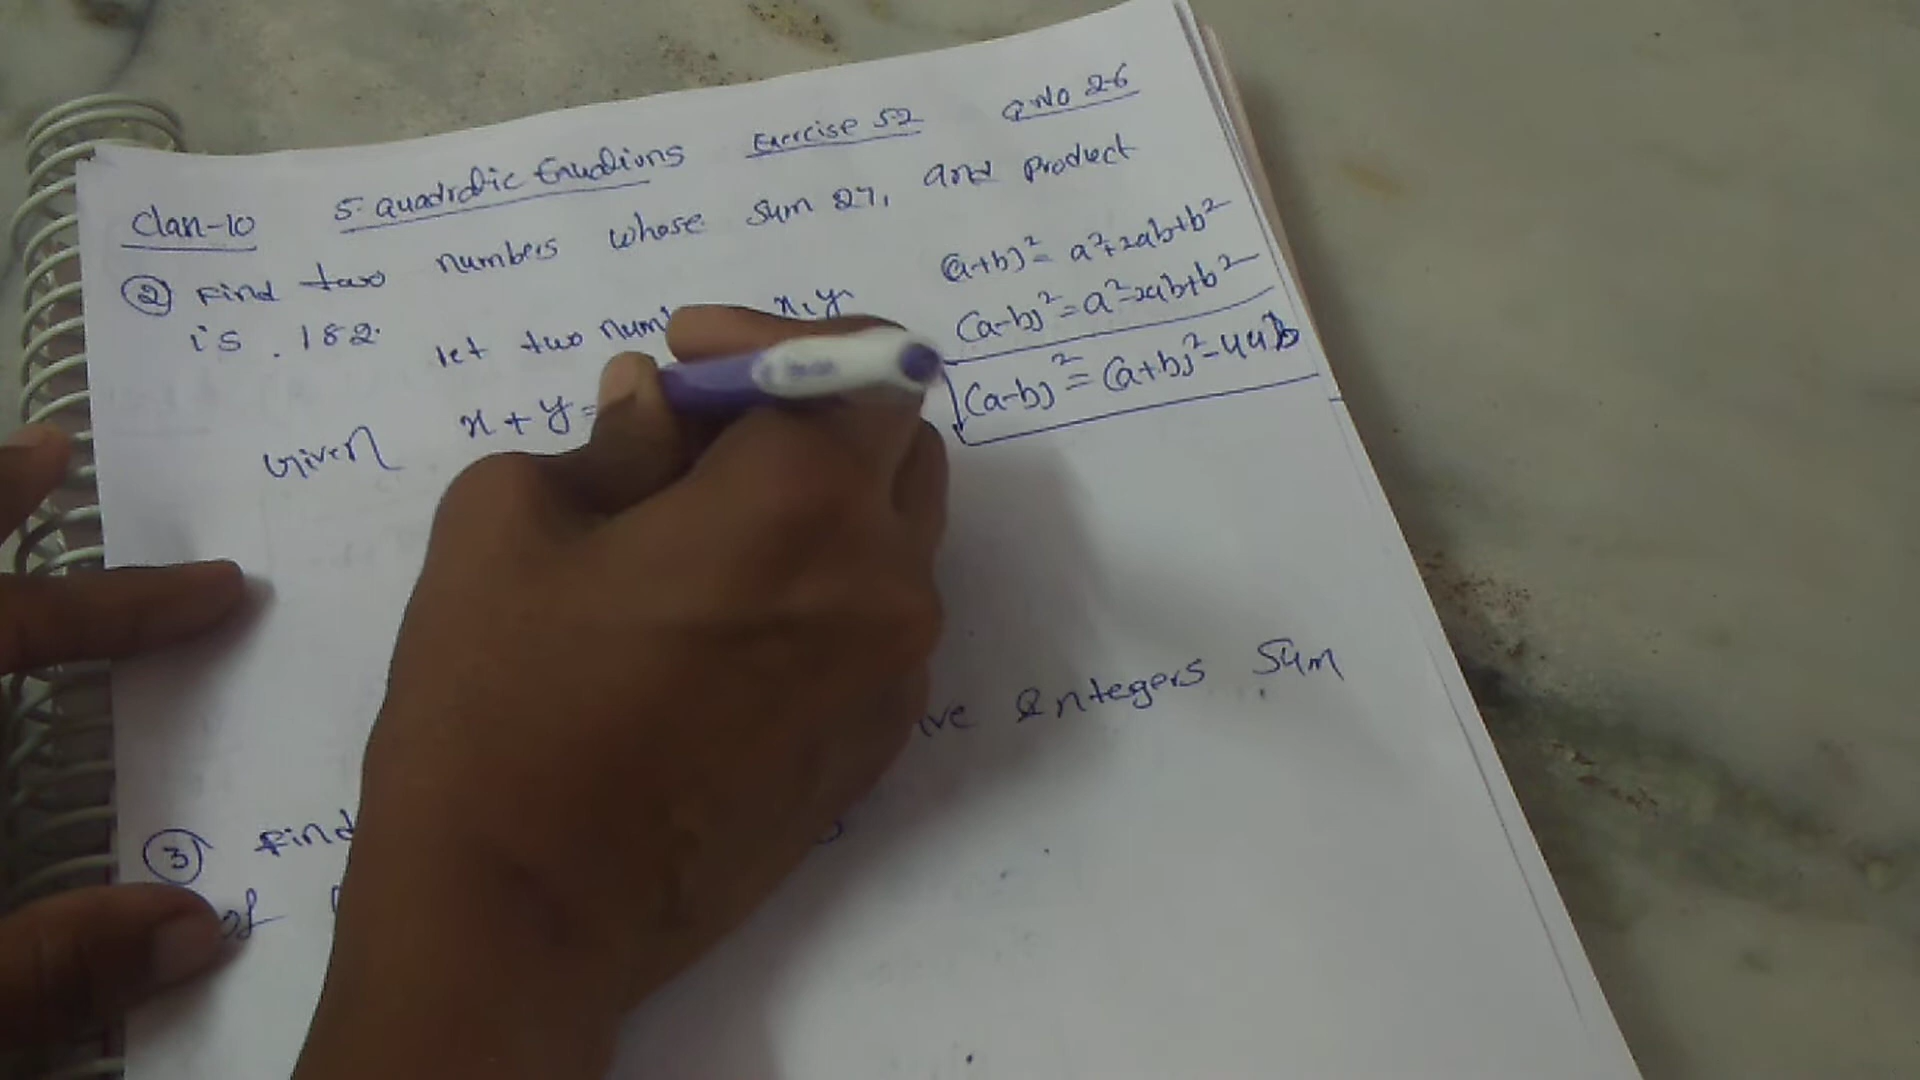 Class-10 5. Quadratic Equations Exercise 5.2 Q.NO 2-6
② Find two numbers whose sum 27, and product
is . 182.
let two x, y
Given x + y =
(a+b)² = a²+2ab+b²
(a-b)² = a²-2ab+b²
(a-b)² = (a+b)² - 4ab
③ Find Integers Sum
of